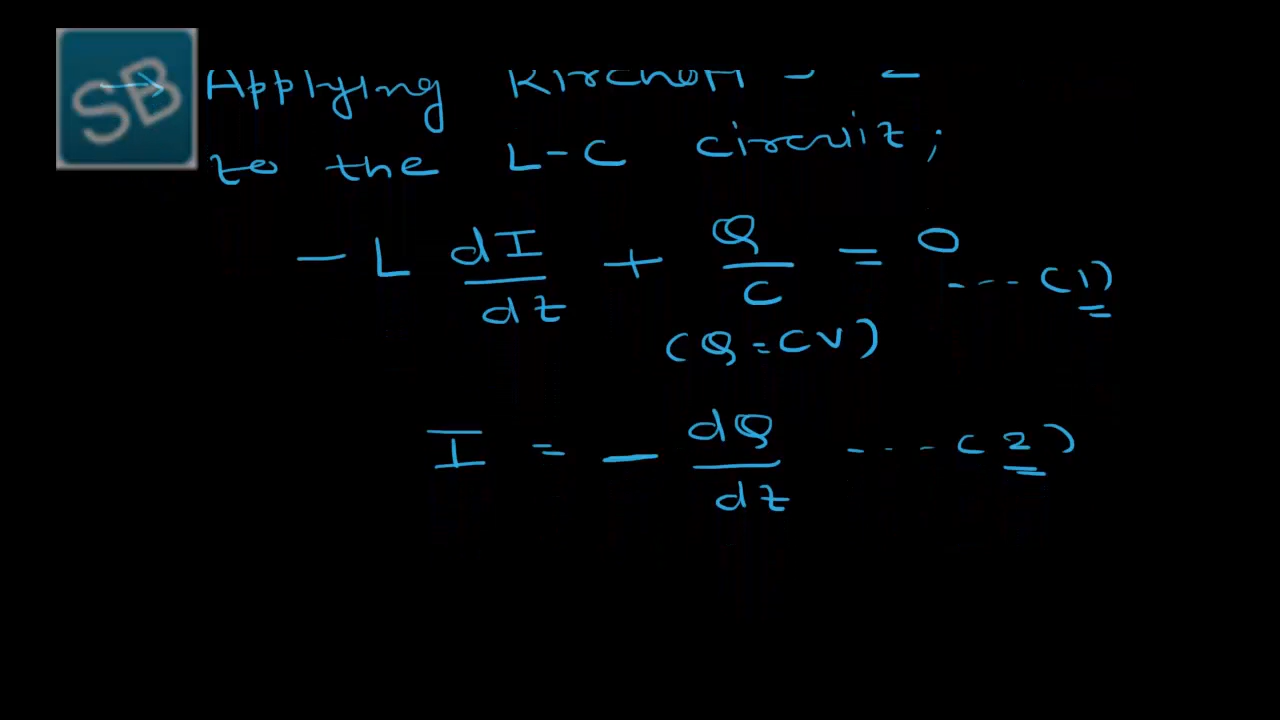 SB
→ Applying
to the L-C circuit;
- L dI/dt + Q/C = 0 ---- (1)
(Q = CV)
I = - dQ/dt ---- (2)